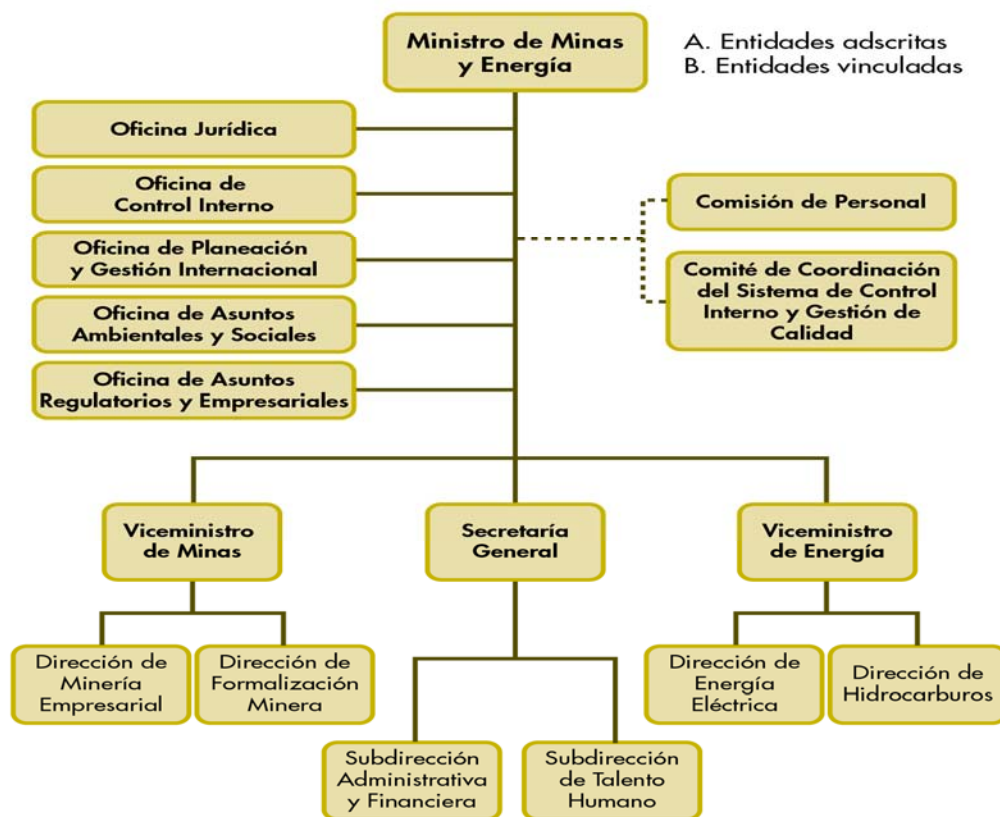 Ministro de Minas
y Energía
A. Entidades adscritas
B. Entidades vinculadas
Oficina Jurídica
Oficina de
Control Interno
Oficina de Planeación
y Gestión Internacional
Oficina de Asuntos
Ambientales y Sociales
Oficina de Asuntos
Regulatorios y Empresariales
Comisión de Personal
Comité de Coordinación
del Sistema de Control
Interno y Gestión de
Calidad
Viceministro
de Minas
Secretaría
General
Viceministro
de Energía
Dirección de
Minería
Empresarial
Dirección de
Formalización
Minera
Subdirección
Administrativa
y Financiera
Subdirección
de Talento
Humano
Dirección de
Energía
Eléctrica
Dirección de
Hidrocarburos